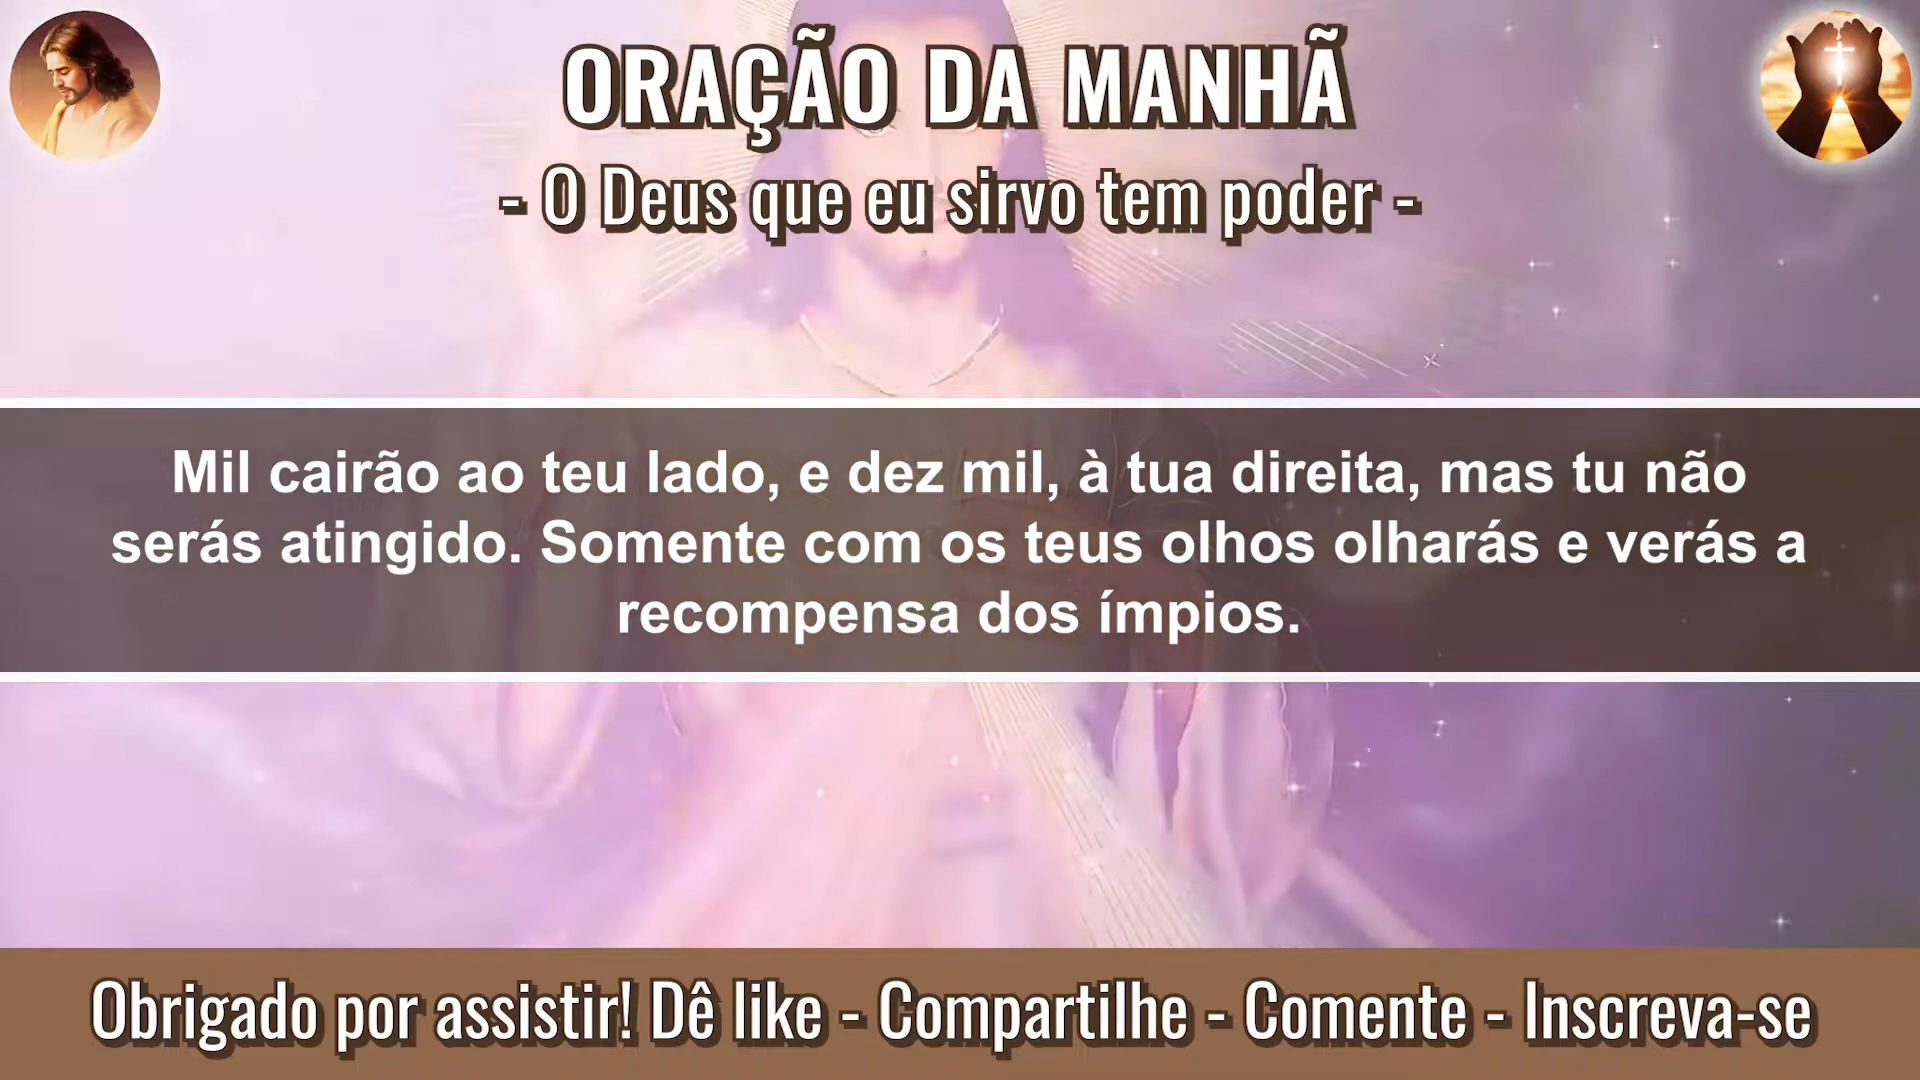 ORAÇÃO DA MANHÃ
- O Deus que eu sirvo tem poder -
Mil cairão ao teu lado, e dez mil, à tua direita, mas tu não
serás atingido. Somente com os teus olhos olharás e verás a
recompensa dos ímpios.
Obrigado por assistir! Dê like - Compartilhe - Comente - Inscreva-se